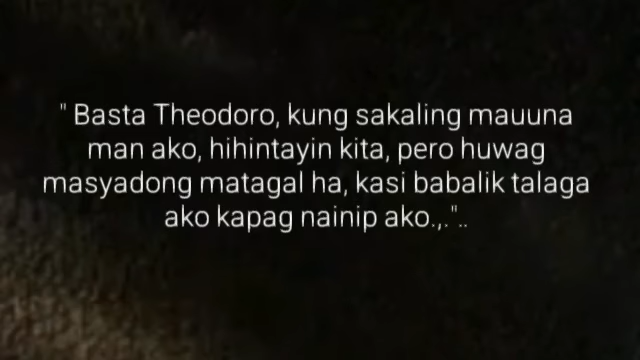 " Basta Theodoro, kung sakaling mauuna
man ako, hihintayin kita, pero huwag
masyadong matagal ha, kasi babalik talaga
ako kapag nainip ako.,."..